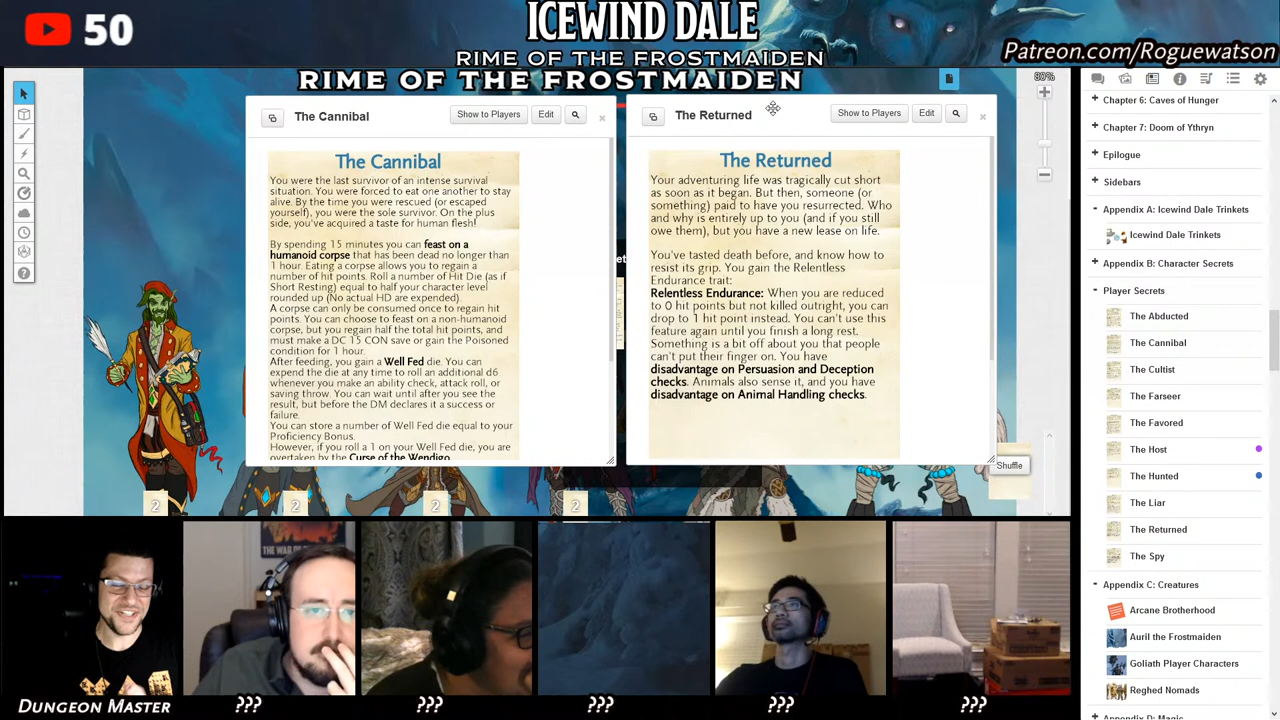 50
ICEWIND DALE
RIME OF THE FROSTMAIDEN
RIME OF THE FROSTMAIDEN
Patreon.com/Roguewatson
80%
The Cannibal
Show to Players
Edit
The Cannibal
You were the last survivor of an intense survival
situation. You were forced to eat one another to stay
alive. By the time you were rescued (or escaped
yourself), you were the sole survivor. On the plus
side, you've acquired a taste for human flesh!
By spending 15 minutes you can feast on a
humanoid corpse that has been dead no longer than
1 hour. Eating a corpse allows you to regain a
number of hit points. Roll a number of Hit Die (as if
Short Resting) equal to half your character level
rounded up (No actual HD are expended).
A corpse can only be consumed once to regain hit
points. You can choose to feast on a non-humanoid
corpse, but you regain half the total hit points, and
must make a DC 15 CON save or gain the Poisoned
condition for 1 hour.
After feeding, you gain a Well Fed die. You can
expend the die at any time to roll an additional d6
whenever you make an ability check, attack roll, or
saving throw. You can wait until after you see the
result, but before the DM declares it a success or
failure.
You can store a number of Well Fed die equal to your
Proficiency Bonus.
However, if you roll a 1 on your Well Fed die, you are
overtaken by the Curse of the Wendigo.
The Returned
Show to Players
Edit
The Returned
Your adventuring life was tragically cut short
as soon as it began. But then, someone (or
something) paid to have you resurrected. Who
and why is entirely up to you (and if you still
owe them), but you have a new lease on life.
You've tasted death before, and know how to
resist its grip. You gain the Relentless
Endurance trait:
Relentless Endurance: When you are reduced
to 0 hit points but not killed outright, you can
drop to 1 hit point instead. You can't use this
feature again until you finish a long rest.
Something is a bit off about you that people
can't put their finger on. You have
disadvantage on Persuasion and Deception
checks. Animals also sense it, and you have
disadvantage on Animal Handling checks.
et
Shuffle
2
2
2
2
Chapter 6: Caves of Hunger
Chapter 7: Doom of Ythryn
Epilogue
Sidebars
Appendix A: Icewind Dale Trinkets
Icewind Dale Trinkets
Appendix B: Character Secrets
Player Secrets
The Abducted
The Cannibal
The Cultist
The Farseer
The Favored
The Host
The Hunted
The Liar
The Returned
The Spy
Appendix C: Creatures
Arcane Brotherhood
Auril the Frostmaiden
Goliath Player Characters
Reghed Nomads
Appendix D: Magic
DUNGEON MASTER
???
???
???
???
???